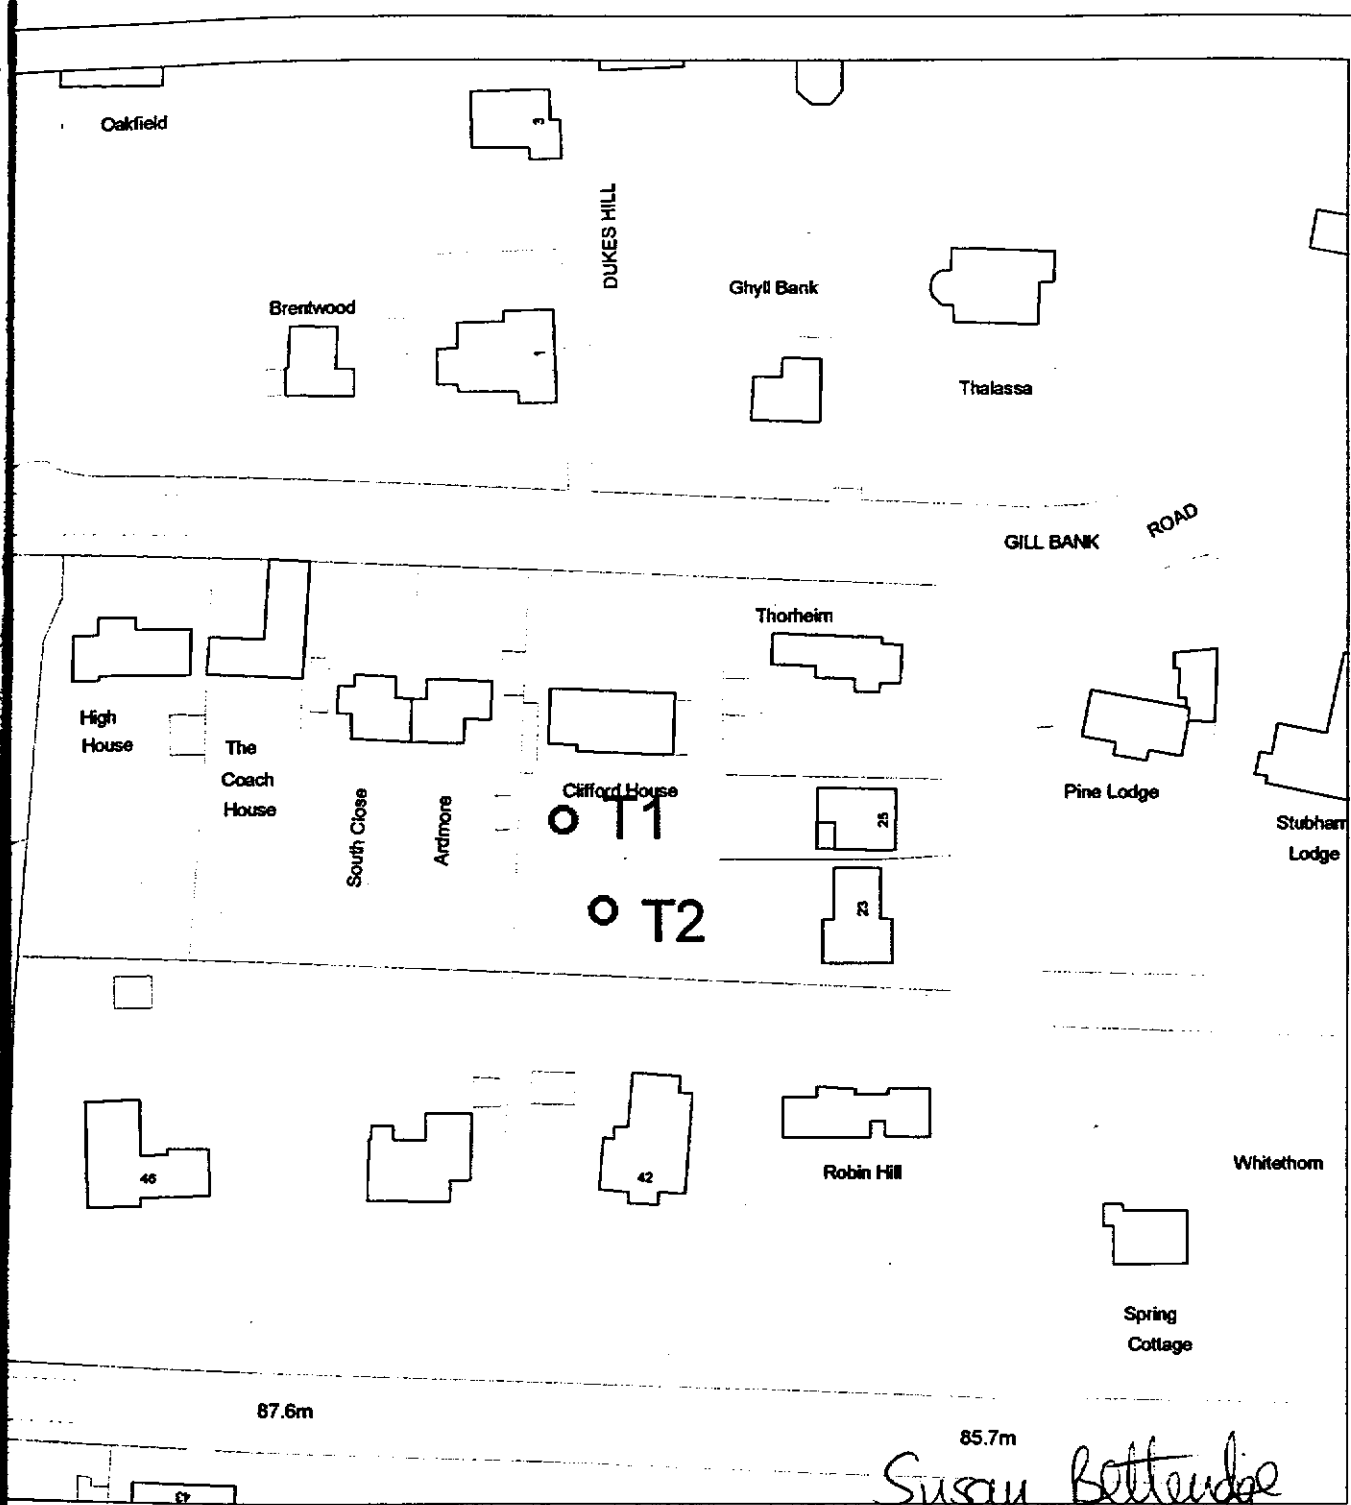 Oakfield
3
DUKES HILL
Brentwood
1
Ghyll Bank
Thalassa
GILL BANK
ROAD
Thorheim
High
House
The
Coach
House
South Close
Ardmore
Clifford House
T1
25
Pine Lodge
Stubham
Lodge
T2
23
46
42
Robin Hill
Whitethorn
Spring
Cottage
87.6m
85.7m
43
Susan